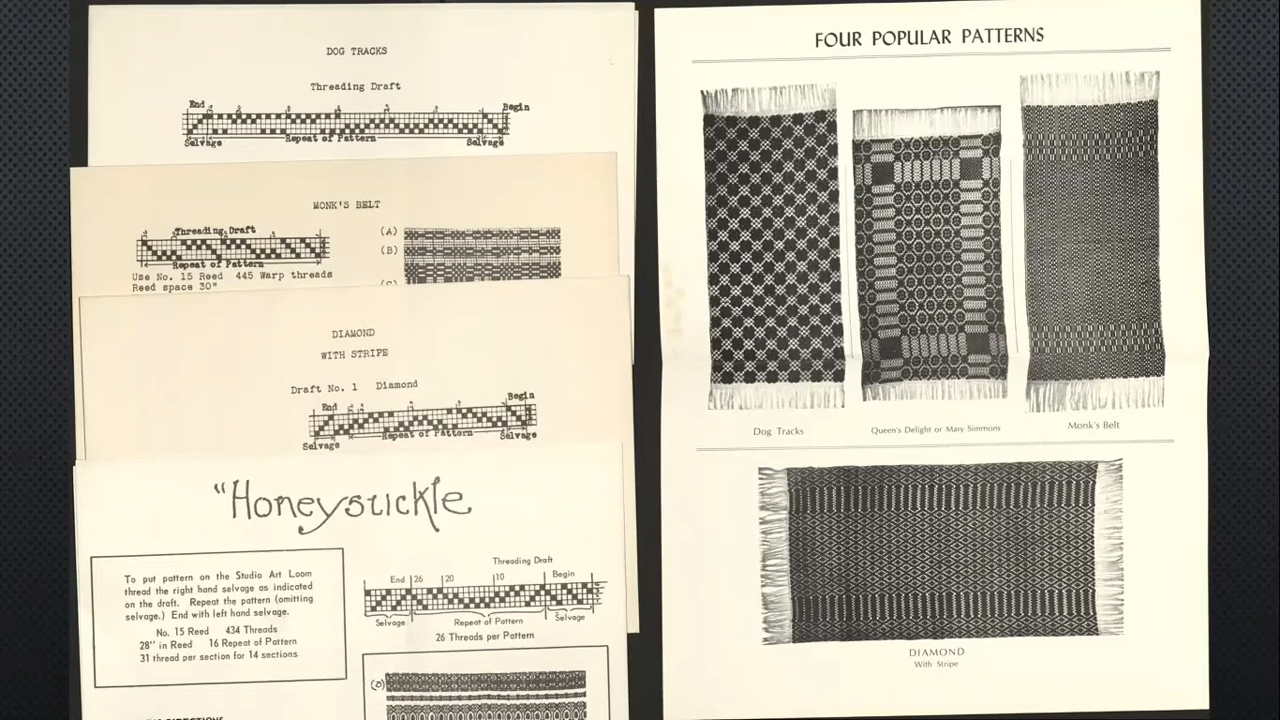 DOG TRACKS
Threading Draft
End
Begin
Selvage
Repeat of Pattern
Selvage
MONK'S BELT
Threading Draft
Repeat of Pattern
Use No. 15 Reed 445 Warp threads
Reed space 30"
(A)
(B)
DIAMOND
WITH STRIPE
Draft No. 1 Diamond
End
Begin
Selvage
Repeat of Pattern
Selvage
"Honeysuckle
To put pattern on the Studio Art Loom
thread the right hand selvage as indicated
on the draft. Repeat the pattern (omitting
selvage.) End with left hand selvage.
No. 15 Reed 434 Threads
28" in Reed 16 Repeat of Pattern
31 thread per section for 14 sections
Threading Draft
End 26 20 10 Begin
Selvage
Repeat of Pattern
Selvage
26 Threads per Pattern
FOUR POPULAR PATTERNS
Dog Tracks
Queen's Delight or Mary Simmons
Monk's Belt
DIAMOND
With Stripe